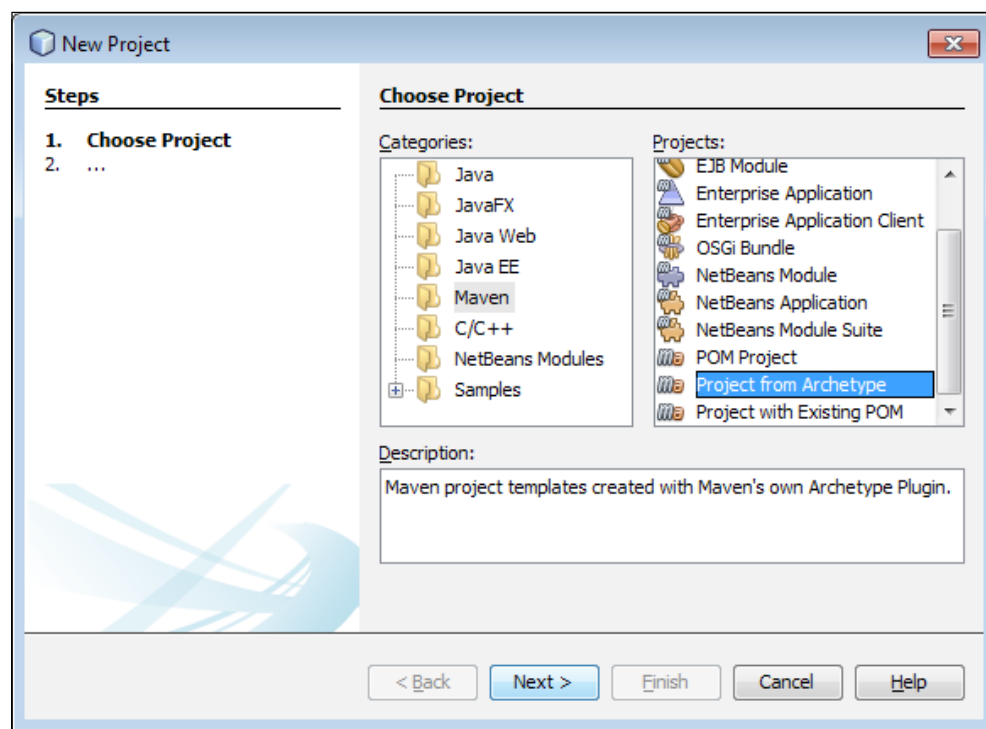 New Project
Steps
1. Choose Project
2. ...
Choose Project
Categories:
Java
JavaFX
Java Web
Java EE
Maven
C/C++
NetBeans Modules
Samples
Projects:
EJB Module
Enterprise Application
Enterprise Application Client
OSGi Bundle
NetBeans Module
NetBeans Application
NetBeans Module Suite
POM Project
Project from Archetype
Project with Existing POM
Description:
Maven project templates created with Maven's own Archetype Plugin.
< Back Next > Finish Cancel Help